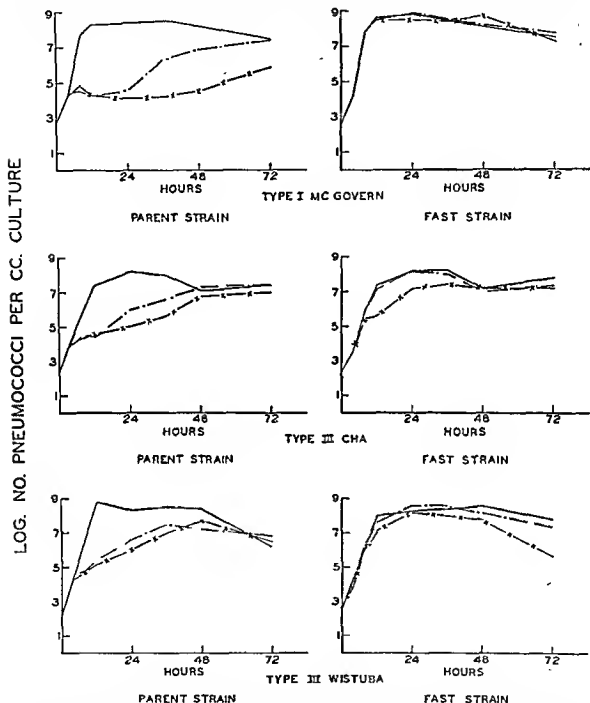 LOG. NO. PNEUMOCOCCI PER CC. CULTURE
9
7
5
3
1
24 48 72
HOURS
9
7
5
3
1
24 48 72
HOURS
TYPE I MC GOVERN
PARENT STRAIN
FAST STRAIN
9
7
5
3
1
24 48 72
HOURS
9
7
5
3
1
24 48 72
HOURS
TYPE III CHA
PARENT STRAIN
FAST STRAIN
9
7
5
3
1
24 48 72
HOURS
9
7
5
3
1
24 48 72
HOURS
TYPE III WISTUBA
PARENT STRAIN
FAST STRAIN